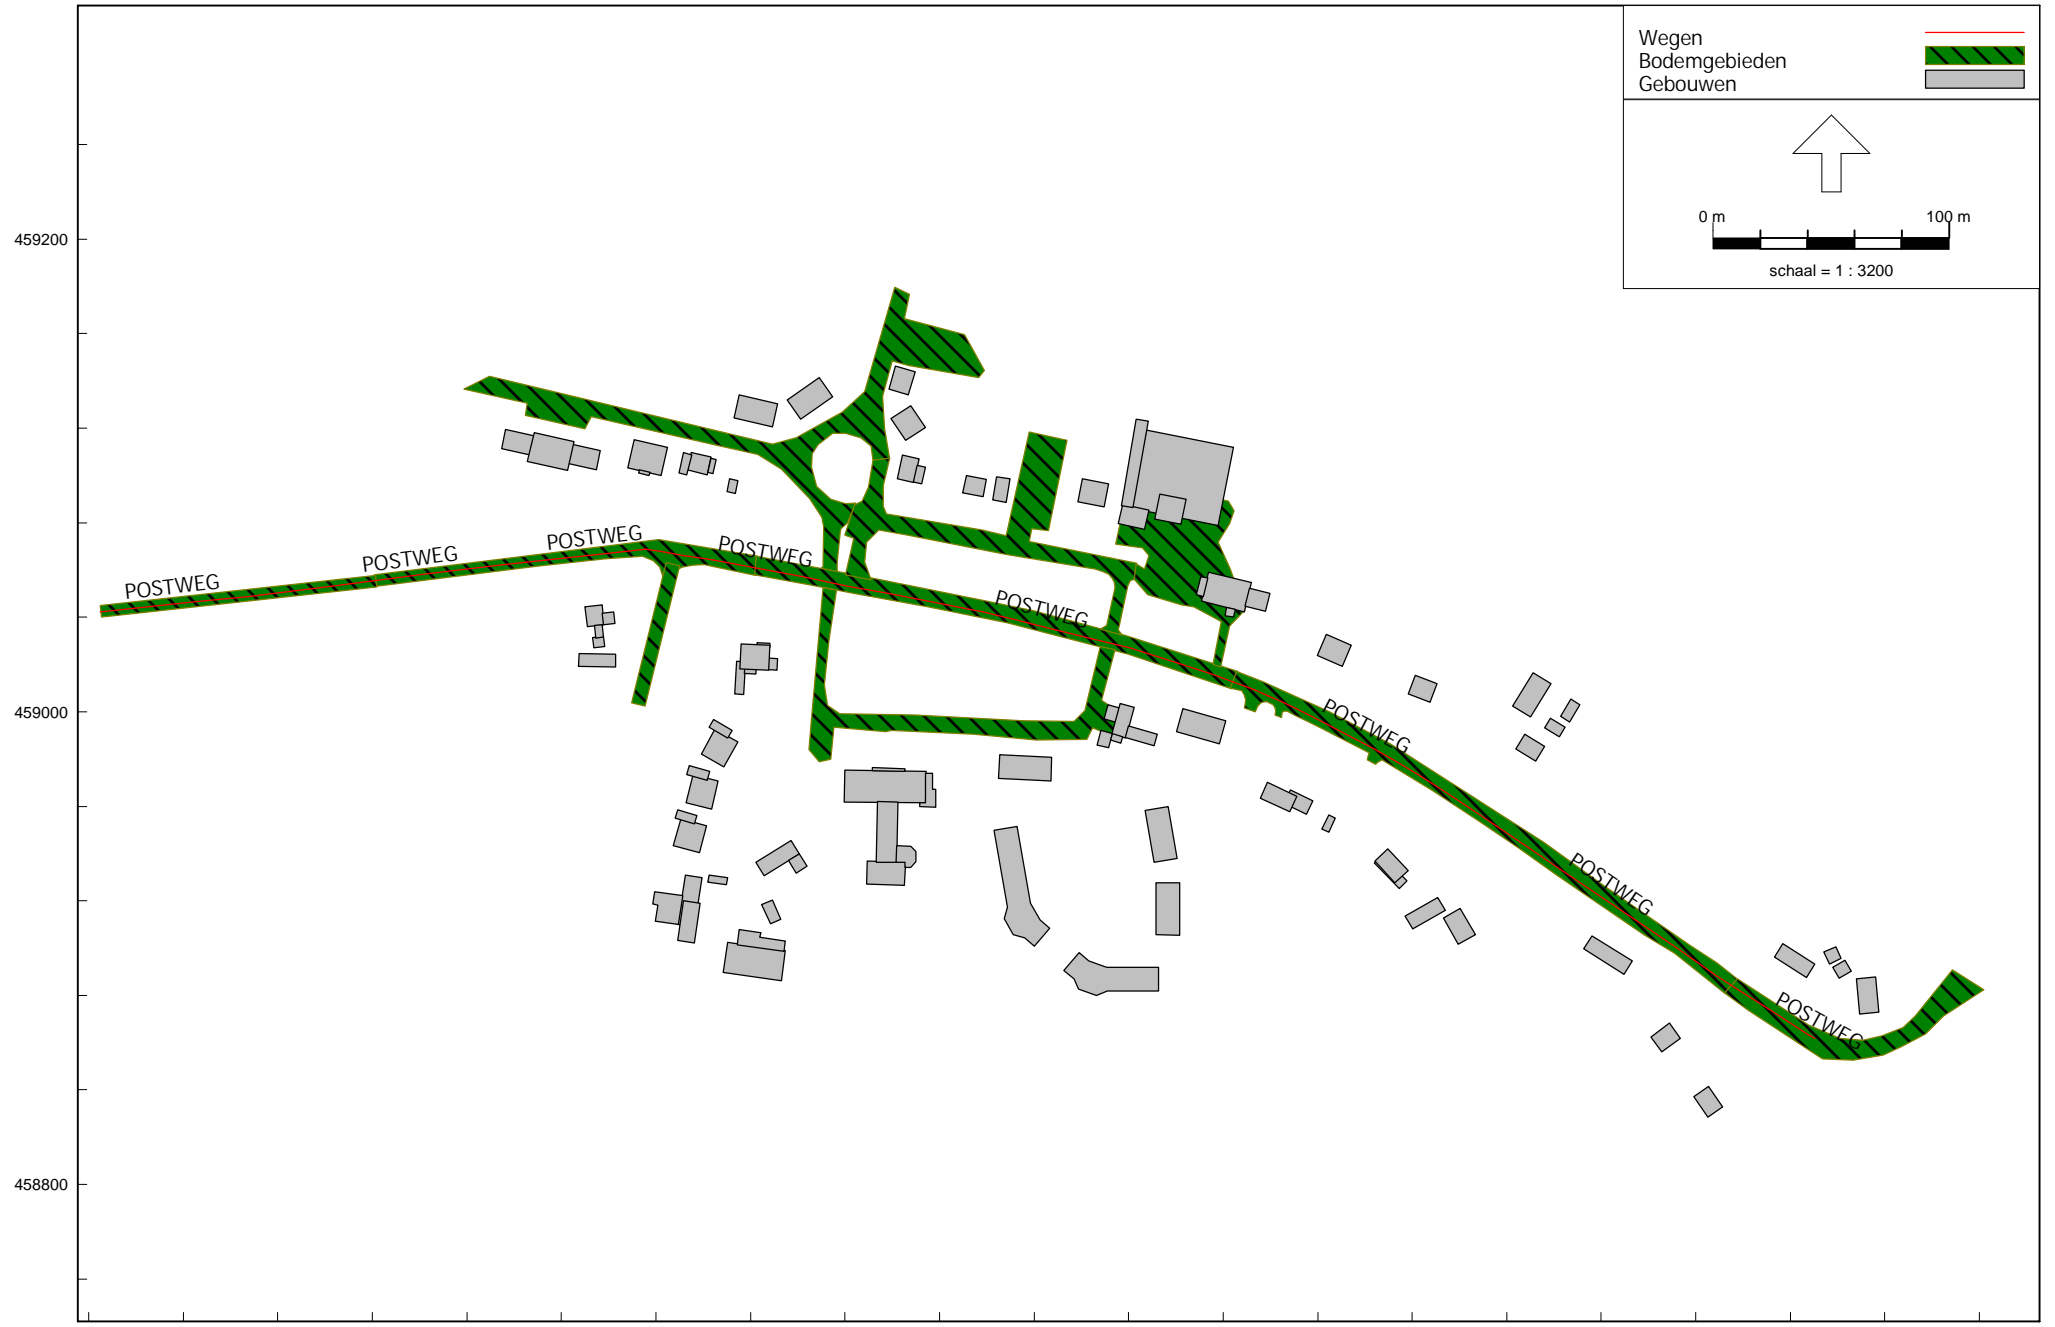 Wegen
Bodemgebieden
Gebouwen
0 m 100 m
schaal = 1 : 3200
459200
POSTWEG
POSTWEG
POSTWEG
POSTWEG
POSTWEG
459000
POSTWEG
POSTWEG
POSTWEG
458800